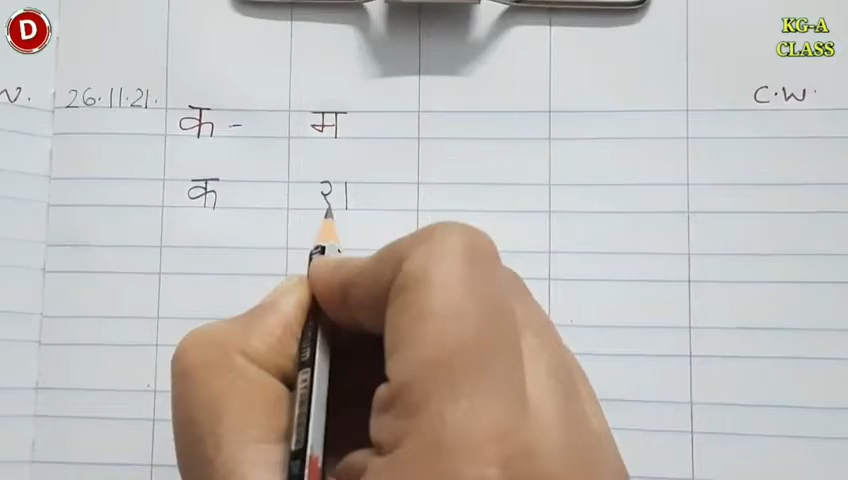 D
KG-A
CLASS
26.11.21.
C.W.
क - म
क शा